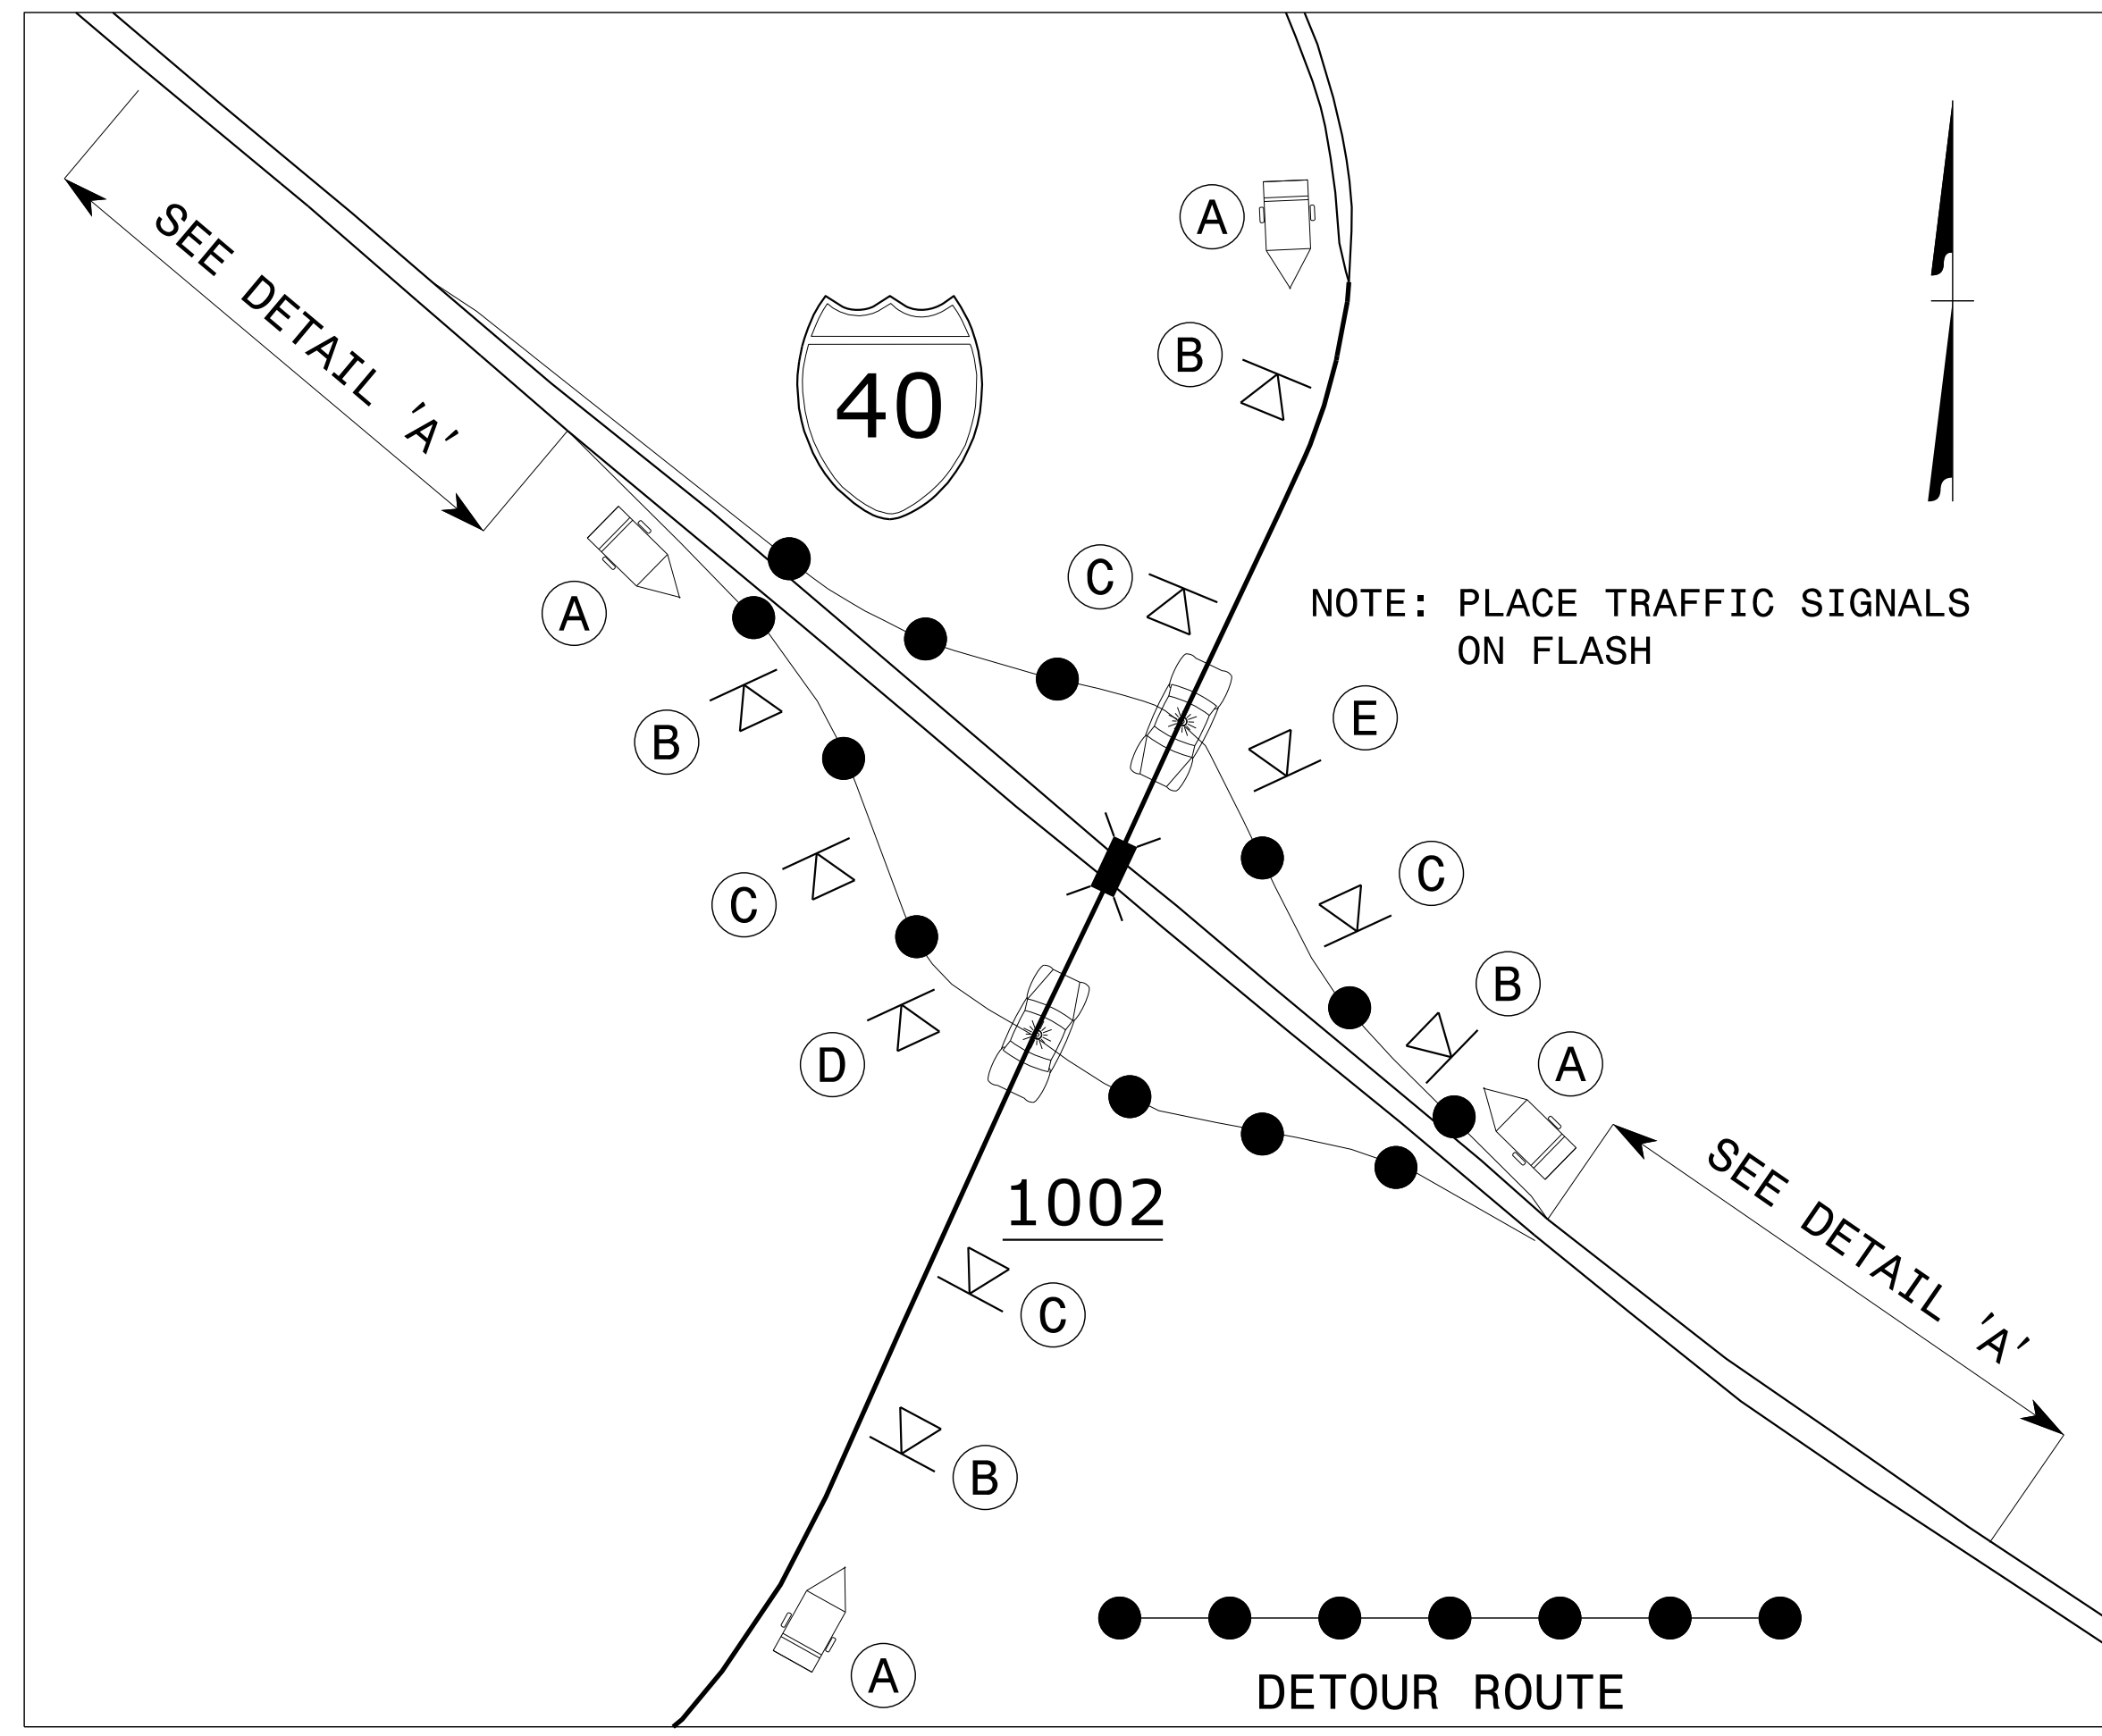 A
SEE DETAIL 'A'
B
40
C
NOTE: PLACE TRAFFIC SIGNALS
ON FLASH
A
E
B
C
C
B
D
A
SEE DETAIL 'A'
1002
C
B
A
DETOUR ROUTE